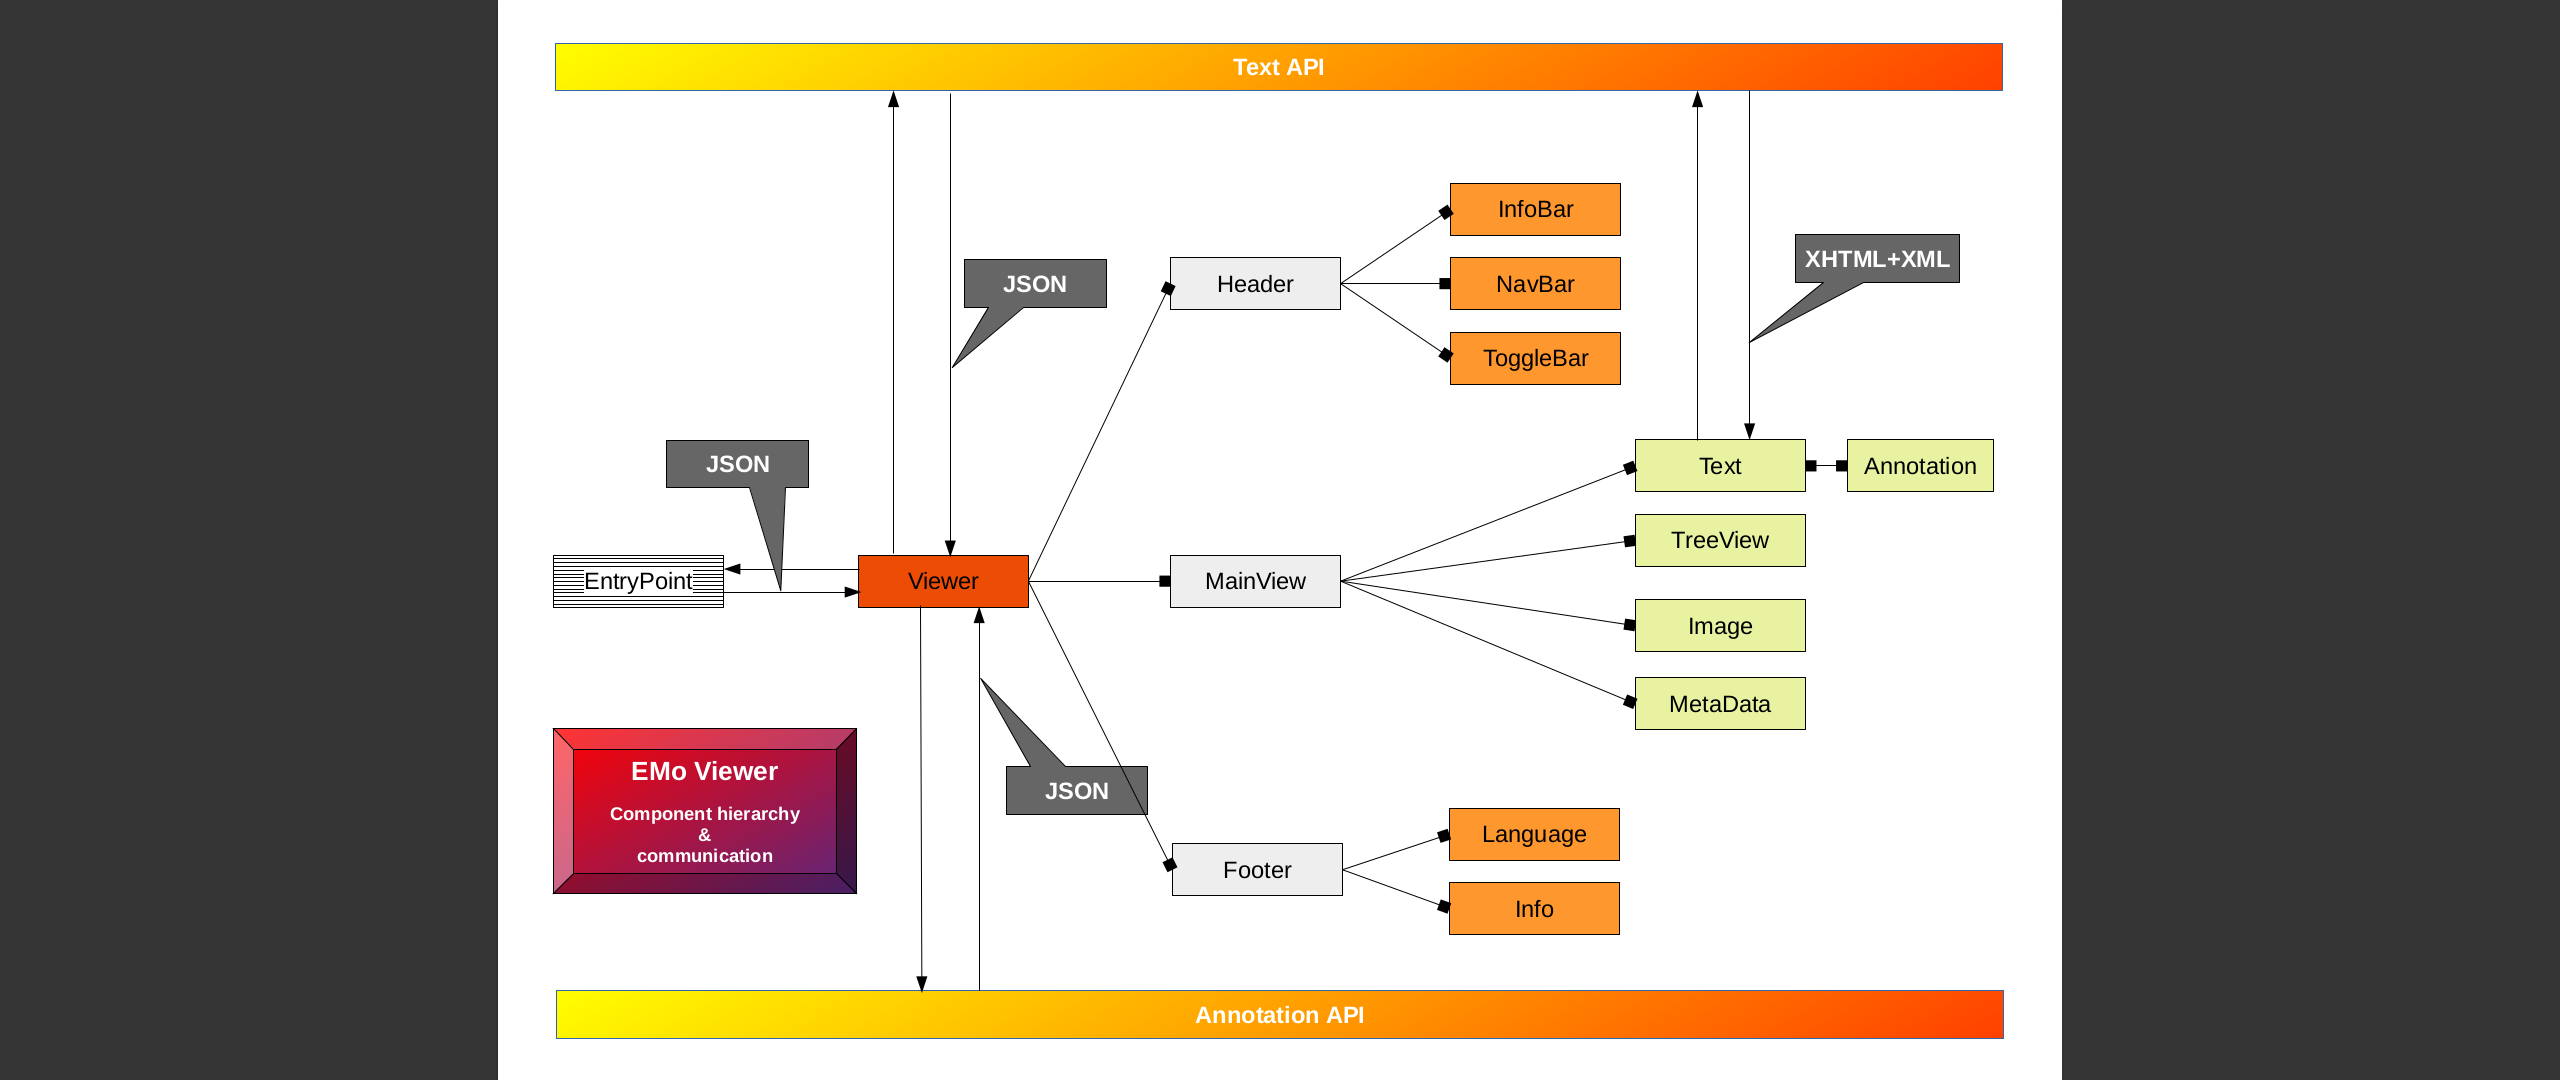 Text API
InfoBar
XHTML+XML
JSON
Header
NavBar
ToggleBar
JSON
Text
Annotation
TreeView
EntryPoint
Viewer
MainView
Image
MetaData
EMo Viewer
Component hierarchy
&
communication
JSON
Language
Footer
Info
Annotation API